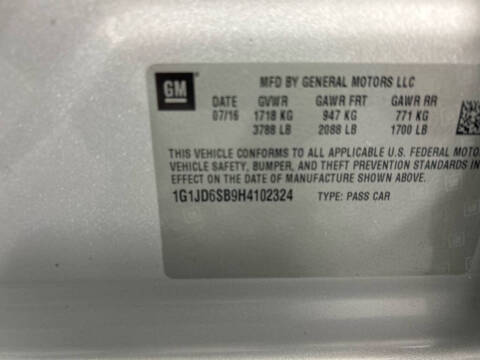 GM
MFD BY GENERAL MOTORS LLC
DATE GVWR GAWR FRT GAWR RR
07/16 1718 KG 947 KG 771 KG
3788 LB 2088 LB 1700 LB
THIS VEHICLE CONFORMS TO ALL APPLICABLE U.S. FEDERAL MOTO
VEHICLE SAFETY, BUMPER, AND THEFT PREVENTION STANDARDS IN
EFFECT ON THE DATE OF MANUFACTURE SHOWN ABOVE.
1G1JD6SB9H4102324 TYPE: PASS CAR